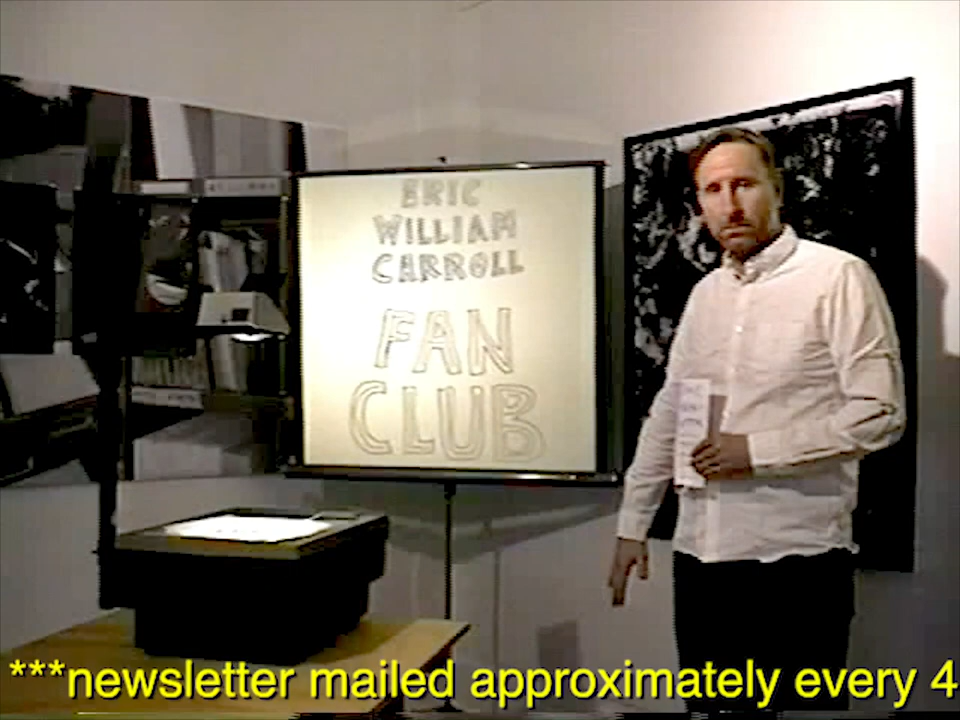 ERIC
WILLIAM
CARROLL
FAN
CLUB
***newsletter mailed approximately every 4